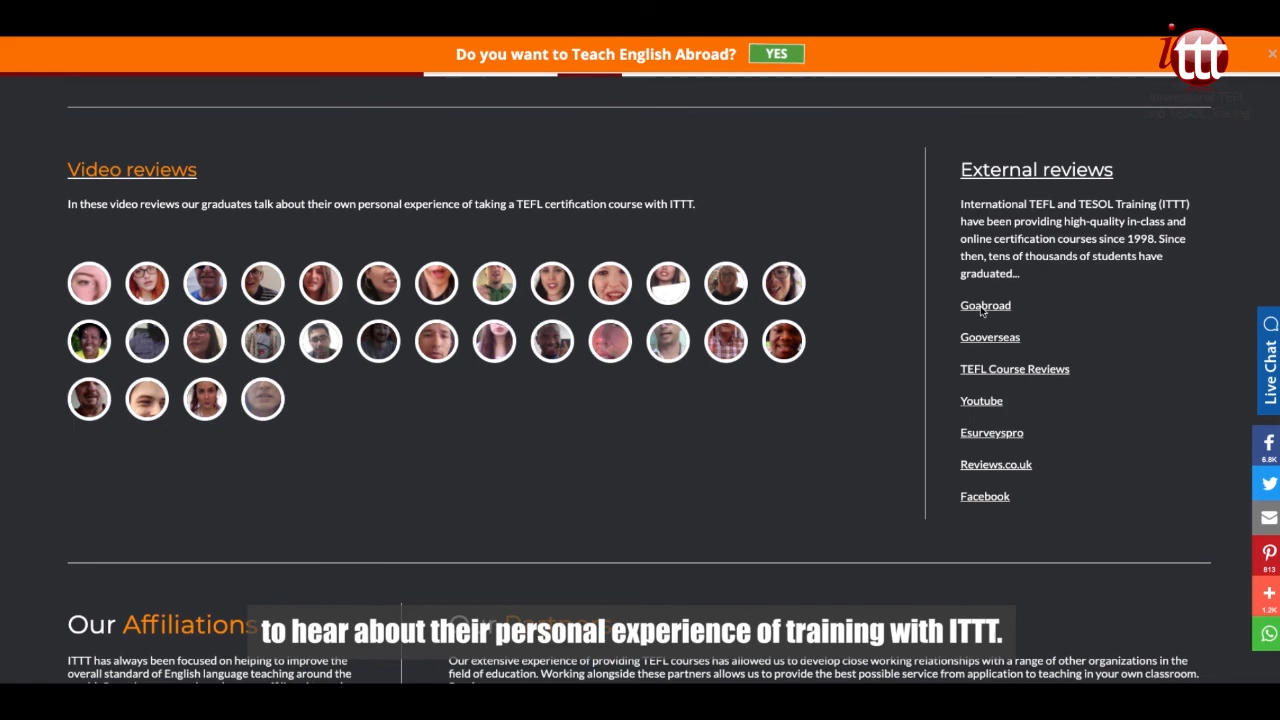 ittt
Do you want to Teach English Abroad? YES
Video reviews
In these video reviews our graduates talk about their own personal experience of taking a TEFL certification course with ITTT.
External reviews
International TEFL and TESOL Training (ITTT)
have been providing high-quality in-class and
online certification courses since 1998. Since
then, tens of thousands of students have
graduated...
Goabroad
Gooverseas
TEFL Course Reviews
Youtube
Esurveyspro
Reviews.co.uk
Facebook
Live Chat
6.8K
813
1.2K
Our Affiliations
ITTT has always been focused on helping to improve the
overall standard of English language teaching around the
Our extensive experience of providing TEFL courses has allowed us to develop close working relationships with a range of other organizations in the
field of education. Working alongside these partners allows us to provide the best possible service from application to teaching in your own classroom.
to hear about their personal experience of training with ITTT.